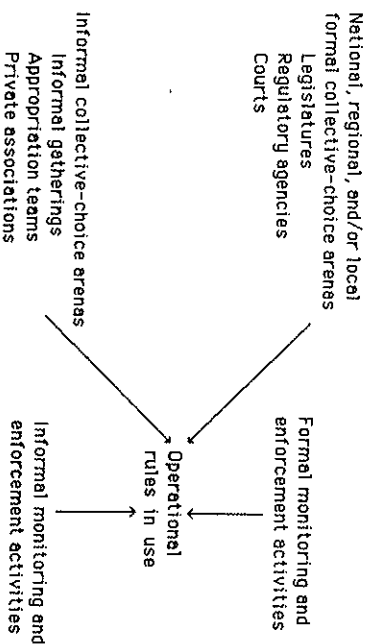 National, regional, and/or local
formal collective-choice arenas
Legislatures
Regulatory agencies
Courts
Formal monitoring and
enforcement activities
Operational
rules in use
Informal collective-choice arenas
Informal gatherings
Appropriation teams
Private associations
Informal monitoring and
enforcement activities